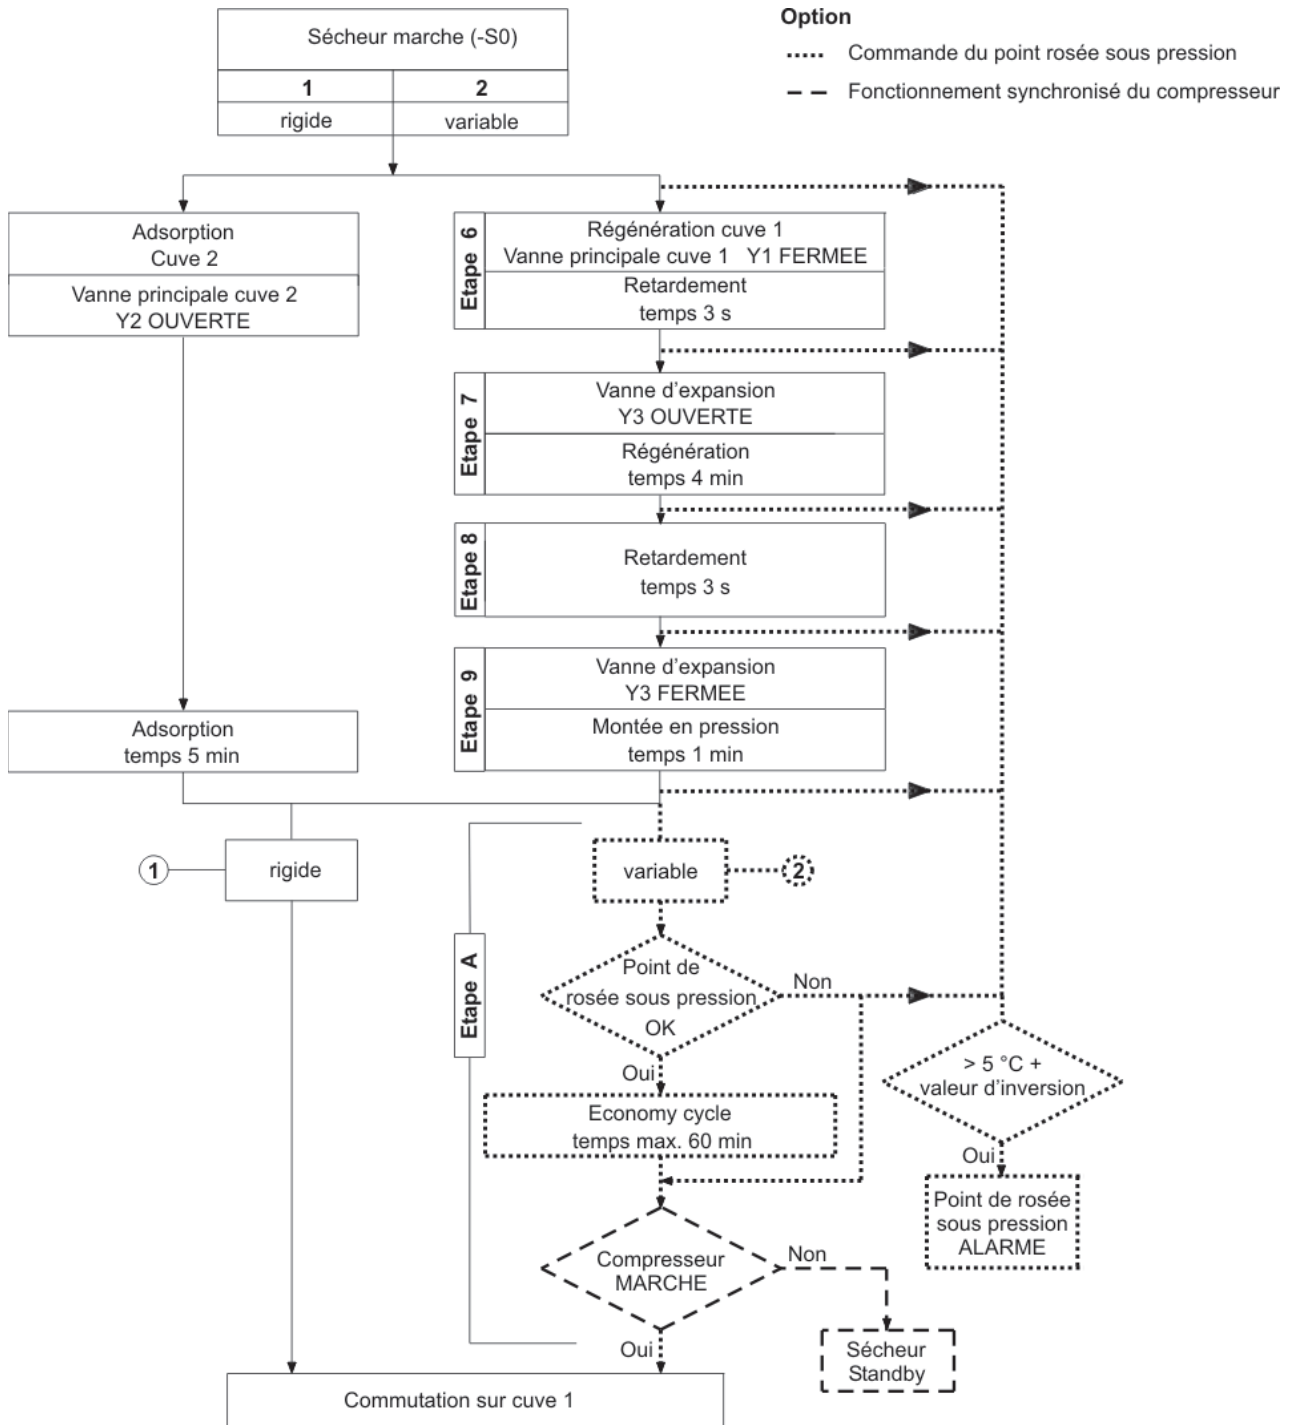 Option
Sécheur marche (-S0)
Commande du point rosée sous pression
1
2
Fonctionnement synchronisé du compresseur
rigide
variable
Adsorption
Cuve 2
Vanne principale cuve 2
Y2 OUVERTE
Etape 6
Régénération cuve 1
Vanne principale cuve 1 Y1 FERMEE
Retardement
temps 3 s
Etape 7
Vanne d'expansion
Y3 OUVERTE
Régénération
temps 4 min
Etape 8
Retardement
temps 3 s
Etape 9
Vanne d'expansion
Y3 FERMEE
Montée en pression
temps 1 min
Adsorption
temps 5 min
1
rigide
variable
2
Etape A
Point de
rosée sous pression
OK
Non
Oui
> 5 °C +
valeur d'inversion
Economy cycle
temps max. 60 min
Oui
Point de rosée
sous pression
ALARME
Compresseur
MARCHE
Non
Oui
Sécheur
Standby
Commutation sur cuve 1